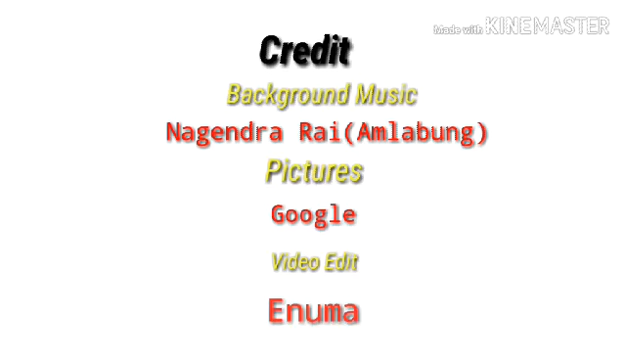 Made with KINEMASTER
Credit
Background Music
Nagendra Rai(Amlabung)
Pictures
Google
Video Edit
Enuma